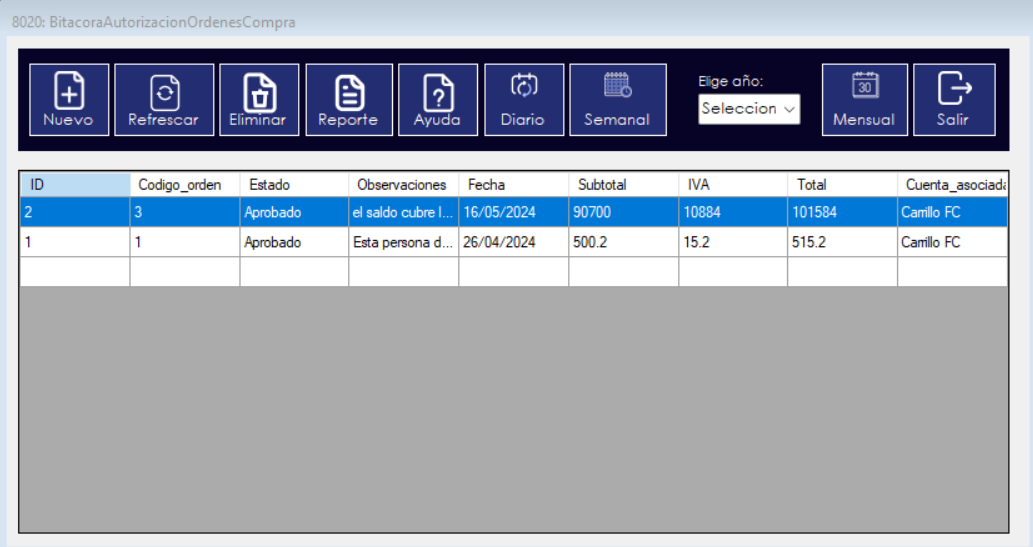 8020: BitacoraAutorizacionOrdenesCompra
Elige año:
Seleccion
30
Nuevo Refrescar Eliminar Reporte Ayuda Diario Semanal Mensual Salir
ID Codigo_orden Estado Observaciones Fecha Subtotal IVA Total Cuenta_asociada
2 3 Aprobado el saldo cubre l... 16/05/2024 90700 10884 101584 Carrillo FC
1 1 Aprobado Esta persona d... 26/04/2024 500.2 15.2 515.2 Carrillo FC